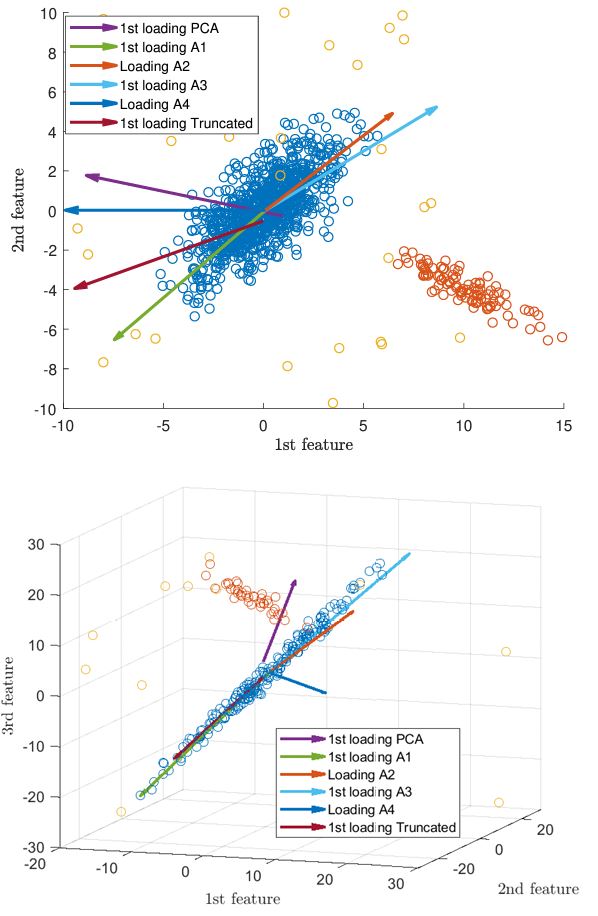 10
8
6
4
2
0
-2
-4
-6
-8
-10
2nd feature
1st loading PCA
1st loading A1
Loading A2
1st loading A3
Loading A4
1st loading Truncated
-10 -5 0 5 10 15
1st feature
30
20
10
0
-10
-20
-30
3rd feature
1st loading PCA
1st loading A1
Loading A2
1st loading A3
Loading A4
1st loading Truncated
-20 -10 0 10 20 30
1st feature
-20 0 20
2nd feature